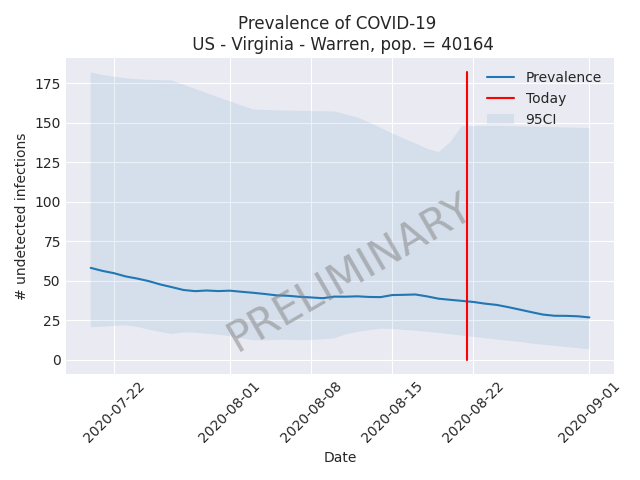 Prevalence of COVID-19
US - Virginia - Warren, pop. = 40164
# undetected infections
175
150
125
100
75
50
25
0
Prevalence
Today
95CI
PRELIMINARY
2020-07-22
2020-08-01
2020-08-08
2020-08-15
2020-08-22
2020-09-01
Date